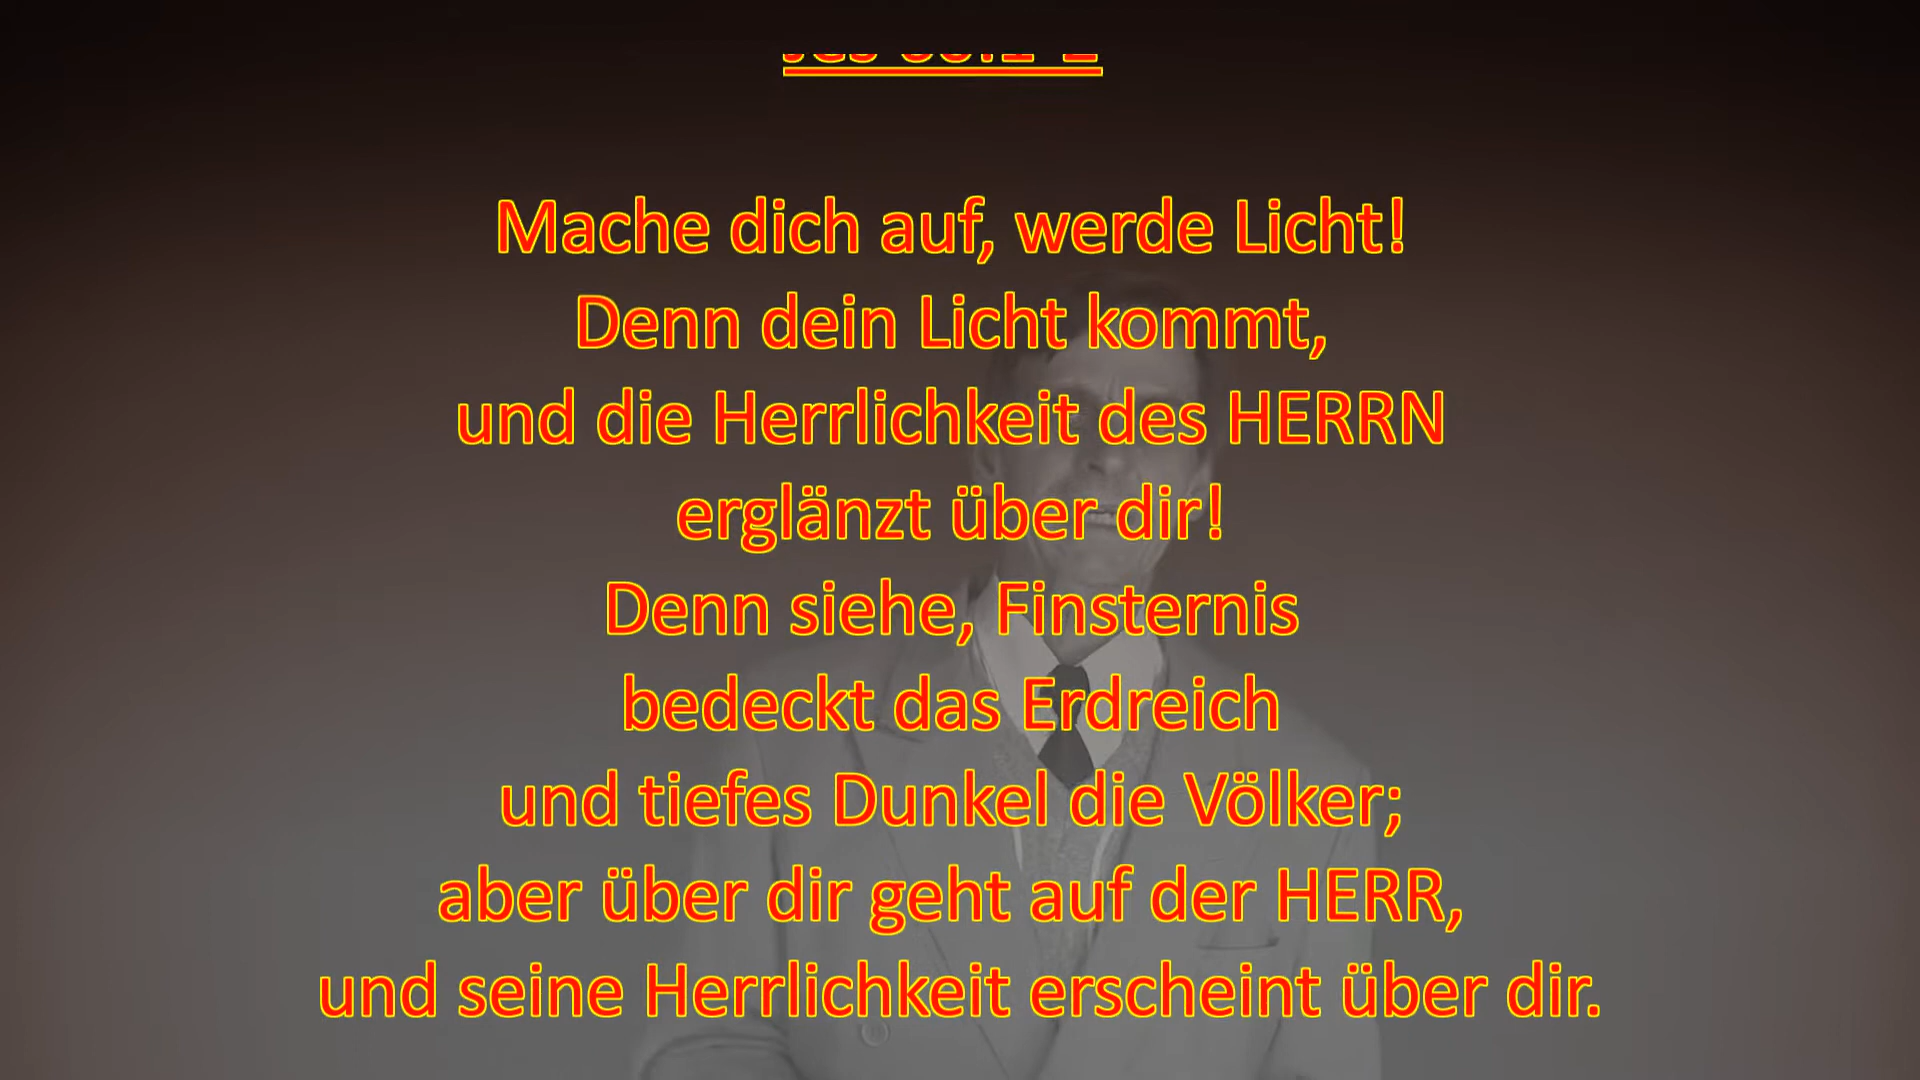 Mache dich auf, werde Licht!
Denn dein Licht kommt,
und die Herrlichkeit des HERRN
erglänzt über dir!
Denn siehe, Finsternis
bedeckt das Erdreich
und tiefes Dunkel die Völker;
aber über dir geht auf der HERR,
und seine Herrlichkeit erscheint über dir.